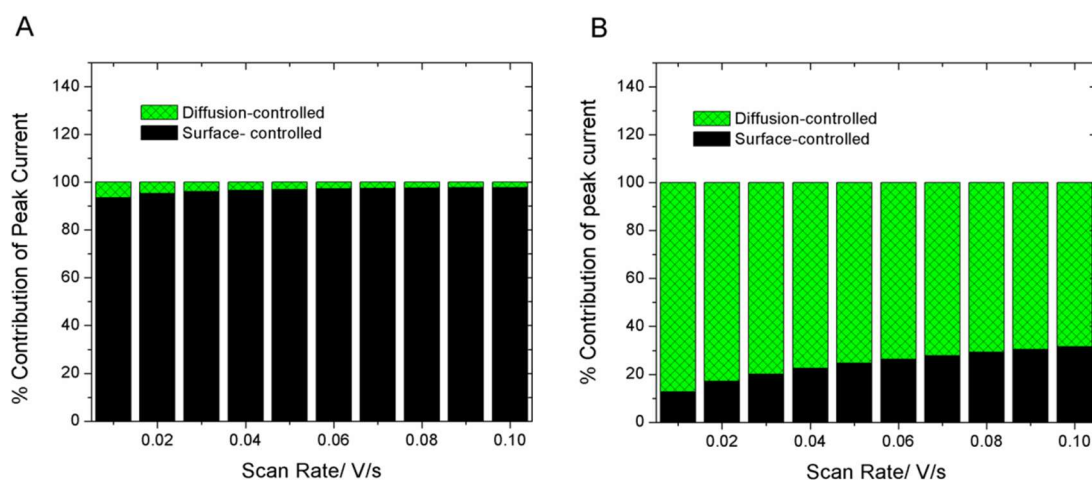 A
% Contribution of Peak Current
140
120
100
80
60
40
20
0
Diffusion-controlled
Surface- controlled
0.02 0.04 0.06 0.08 0.10
Scan Rate/ V/s
B
% Contribution of peak current
140
120
100
80
60
40
20
0
Diffusion-controlled
Surface-controlled
0.02 0.04 0.06 0.08 0.10
Scan Rate/ V/s